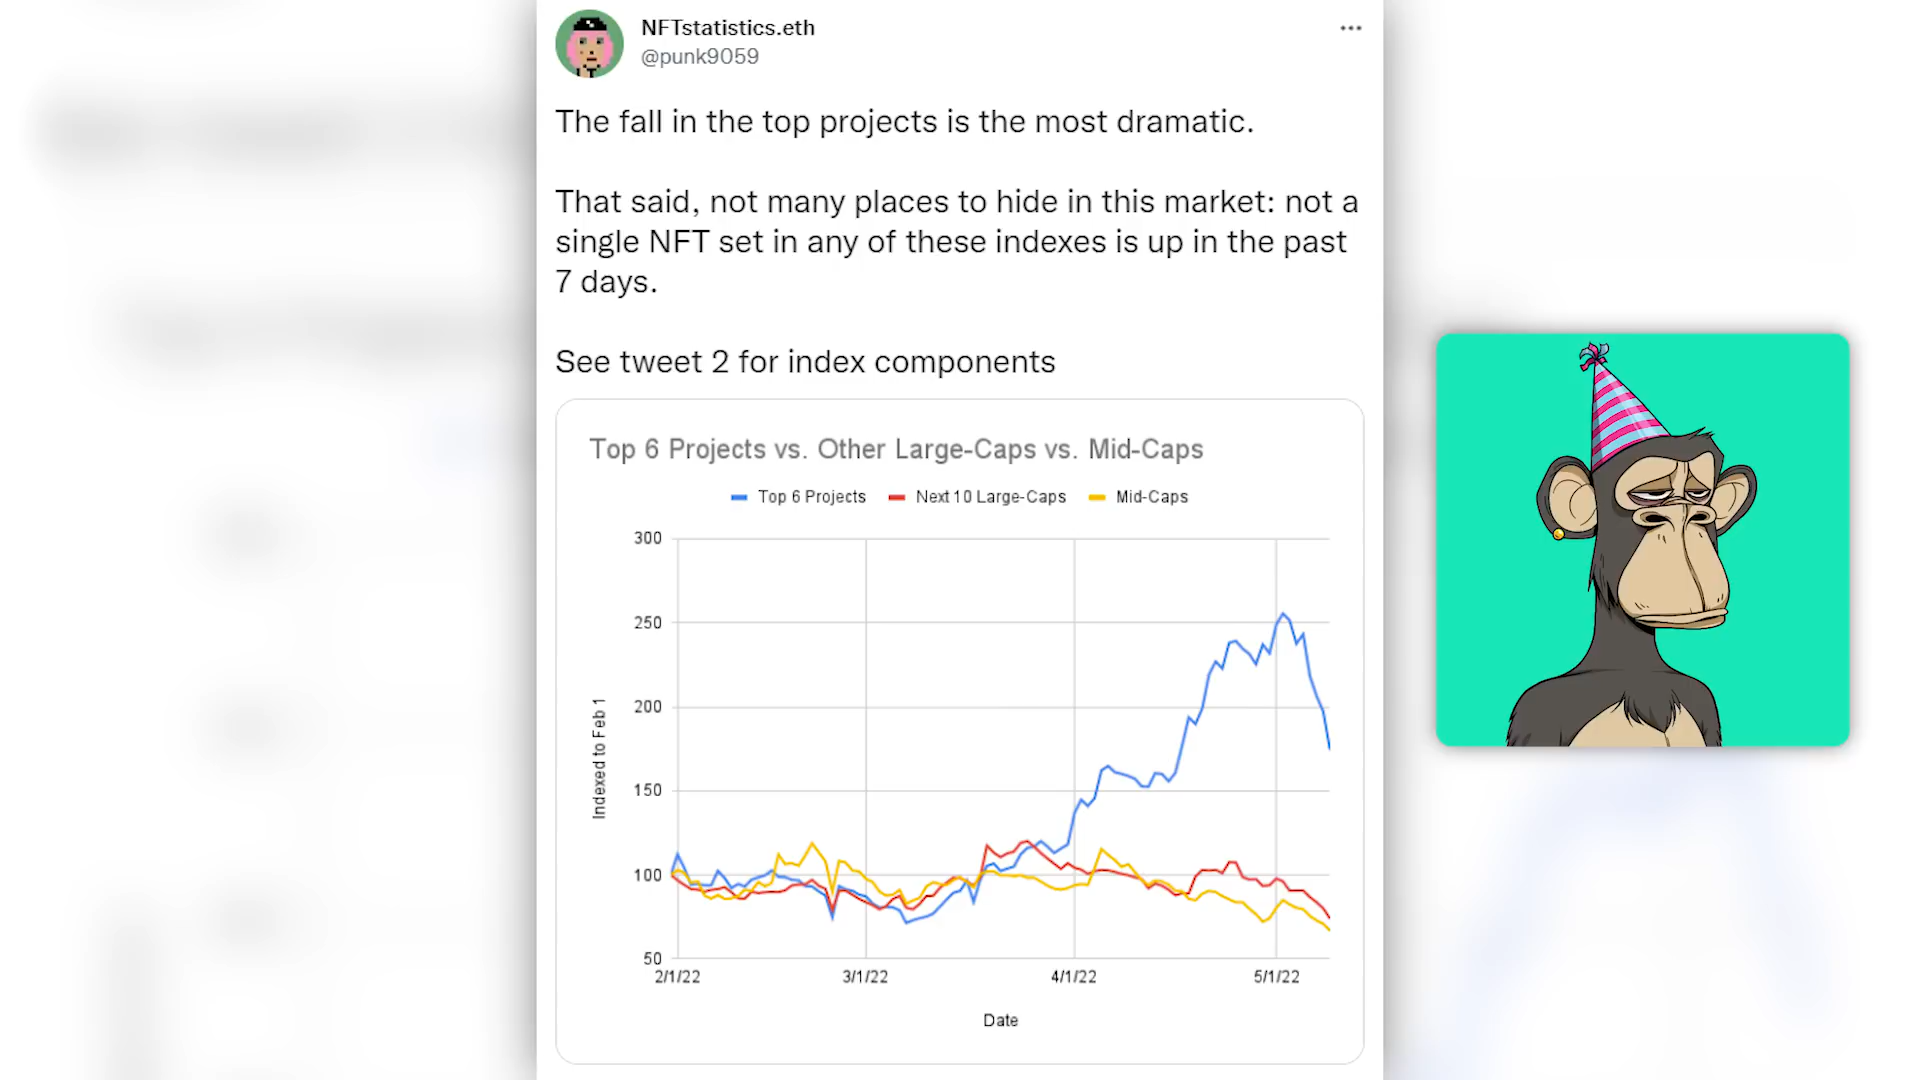 NFTstatistics.eth
@punk9059
The fall in the top projects is the most dramatic.
That said, not many places to hide in this market: not a
single NFT set in any of these indexes is up in the past
7 days.
See tweet 2 for index components
Top 6 Projects vs. Other Large-Caps vs. Mid-Caps
Top 6 Projects Next 10 Large-Caps Mid-Caps
300
250
200
150
100
50
Indexed to Feb 1
2/1/22 3/1/22 4/1/22 5/1/22
Date